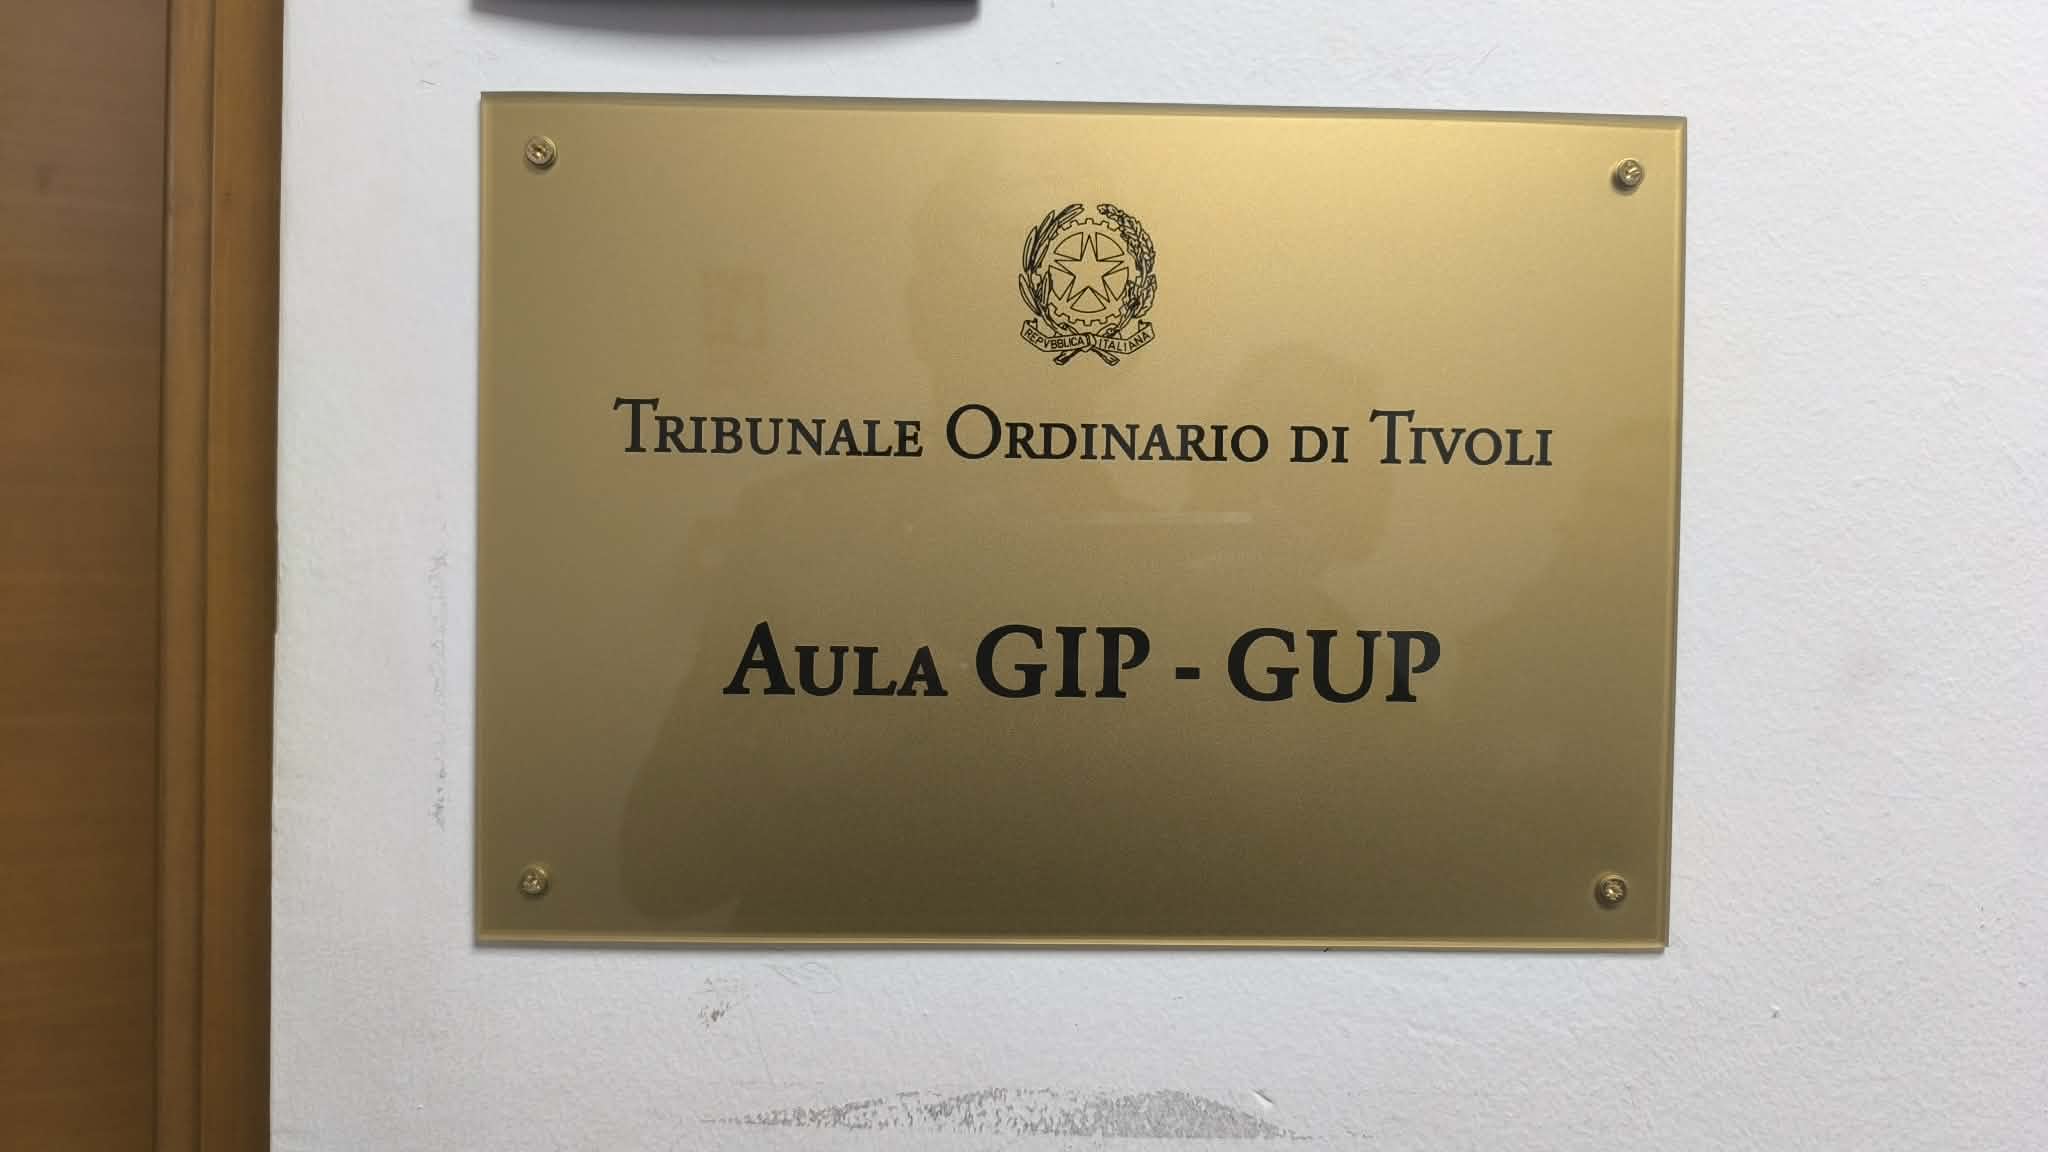 REPVBBLICA ITALIANA
Tribunale Ordinario di Tivoli
Aula GIP - GUP